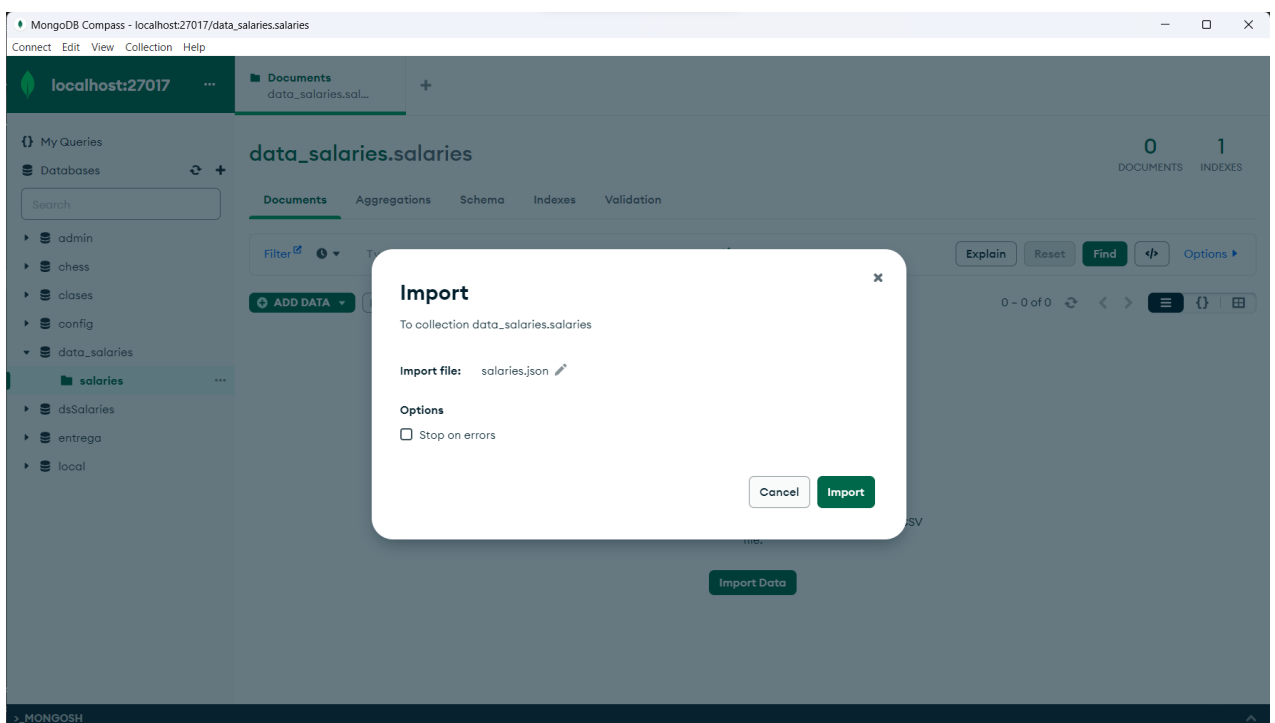 MongoDB Compass - localhost:27017/data_salaries.salaries
Connect Edit View Collection Help
localhost:27017 ...
Documents
data_salaries.sal...
{} My Queries
Databases
Search
admin
chess
clases
config
data_salaries
salaries ...
dsSalaries
entrega
local
data_salaries.salaries
0 1
DOCUMENTS INDEXES
Documents Aggregations Schema Indexes Validation
Filter
Explain Reset Find </> Options
ADD DATA
0 – 0 of 0
{}
Import
To collection data_salaries.salaries
Import file: salaries.json
Options
Stop on errors
Cancel Import
file.
Import Data
>_MONGOSH